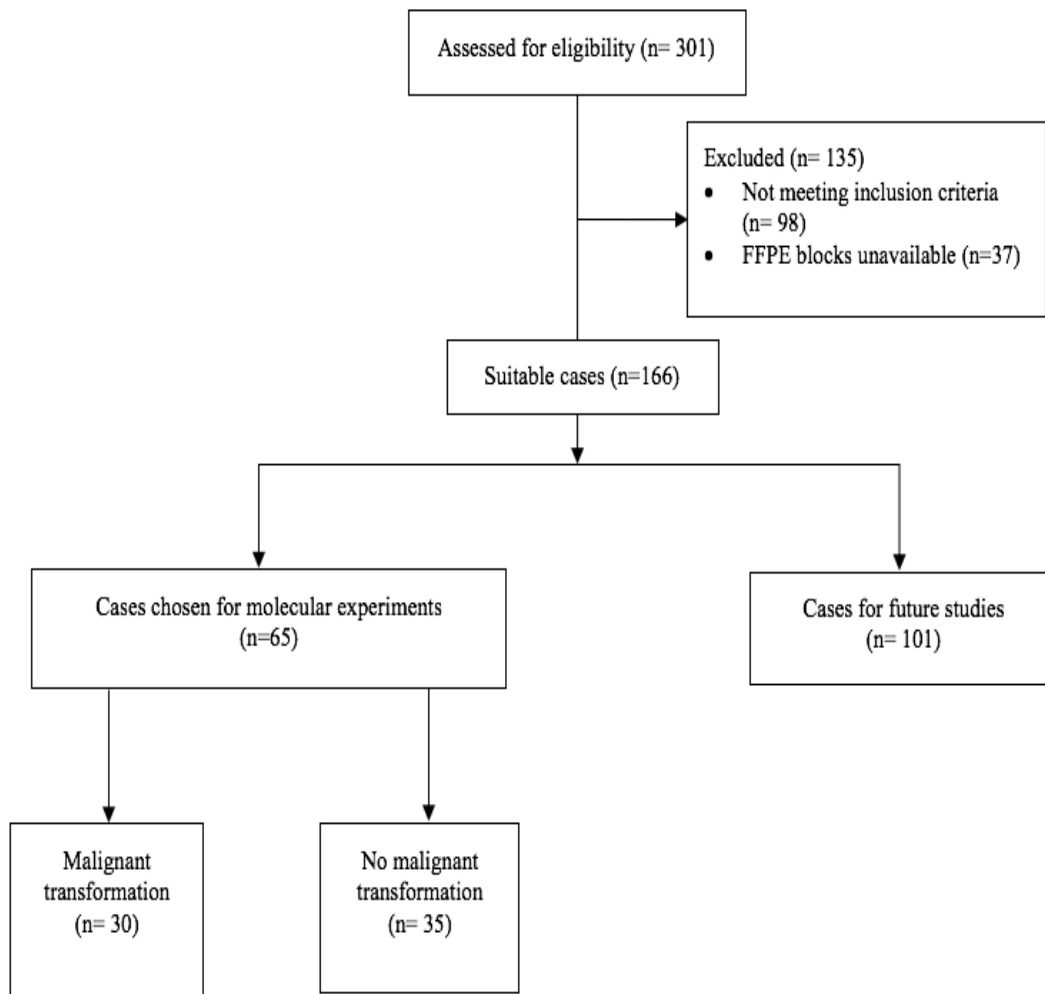 Assessed for eligibility (n= 301)
Excluded (n= 135)
• Not meeting inclusion criteria
(n= 98)
• FFPE blocks unavailable (n=37)
Suitable cases (n=166)
Cases chosen for molecular experiments
(n=65)
Cases for future studies
(n= 101)
Malignant
transformation
(n= 30)
No malignant
transformation
(n= 35)